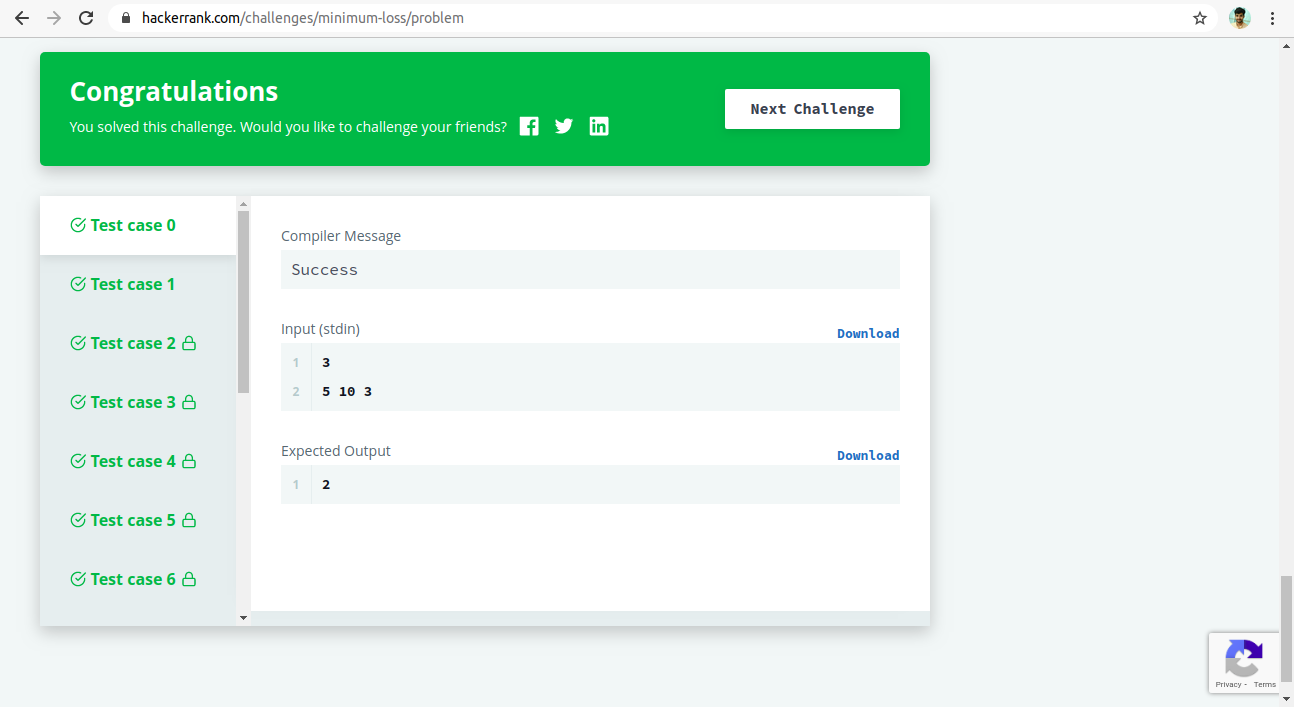 hackerrank.com/challenges/minimum-loss/problem
Congratulations
You solved this challenge. Would you like to challenge your friends?
Next Challenge
Test case 0
Test case 1
Test case 2
Test case 3
Test case 4
Test case 5
Test case 6
Compiler Message
Success
Input (stdin)
Download
1 3
2 5 10 3
Expected Output
Download
1 2
Privacy - Terms